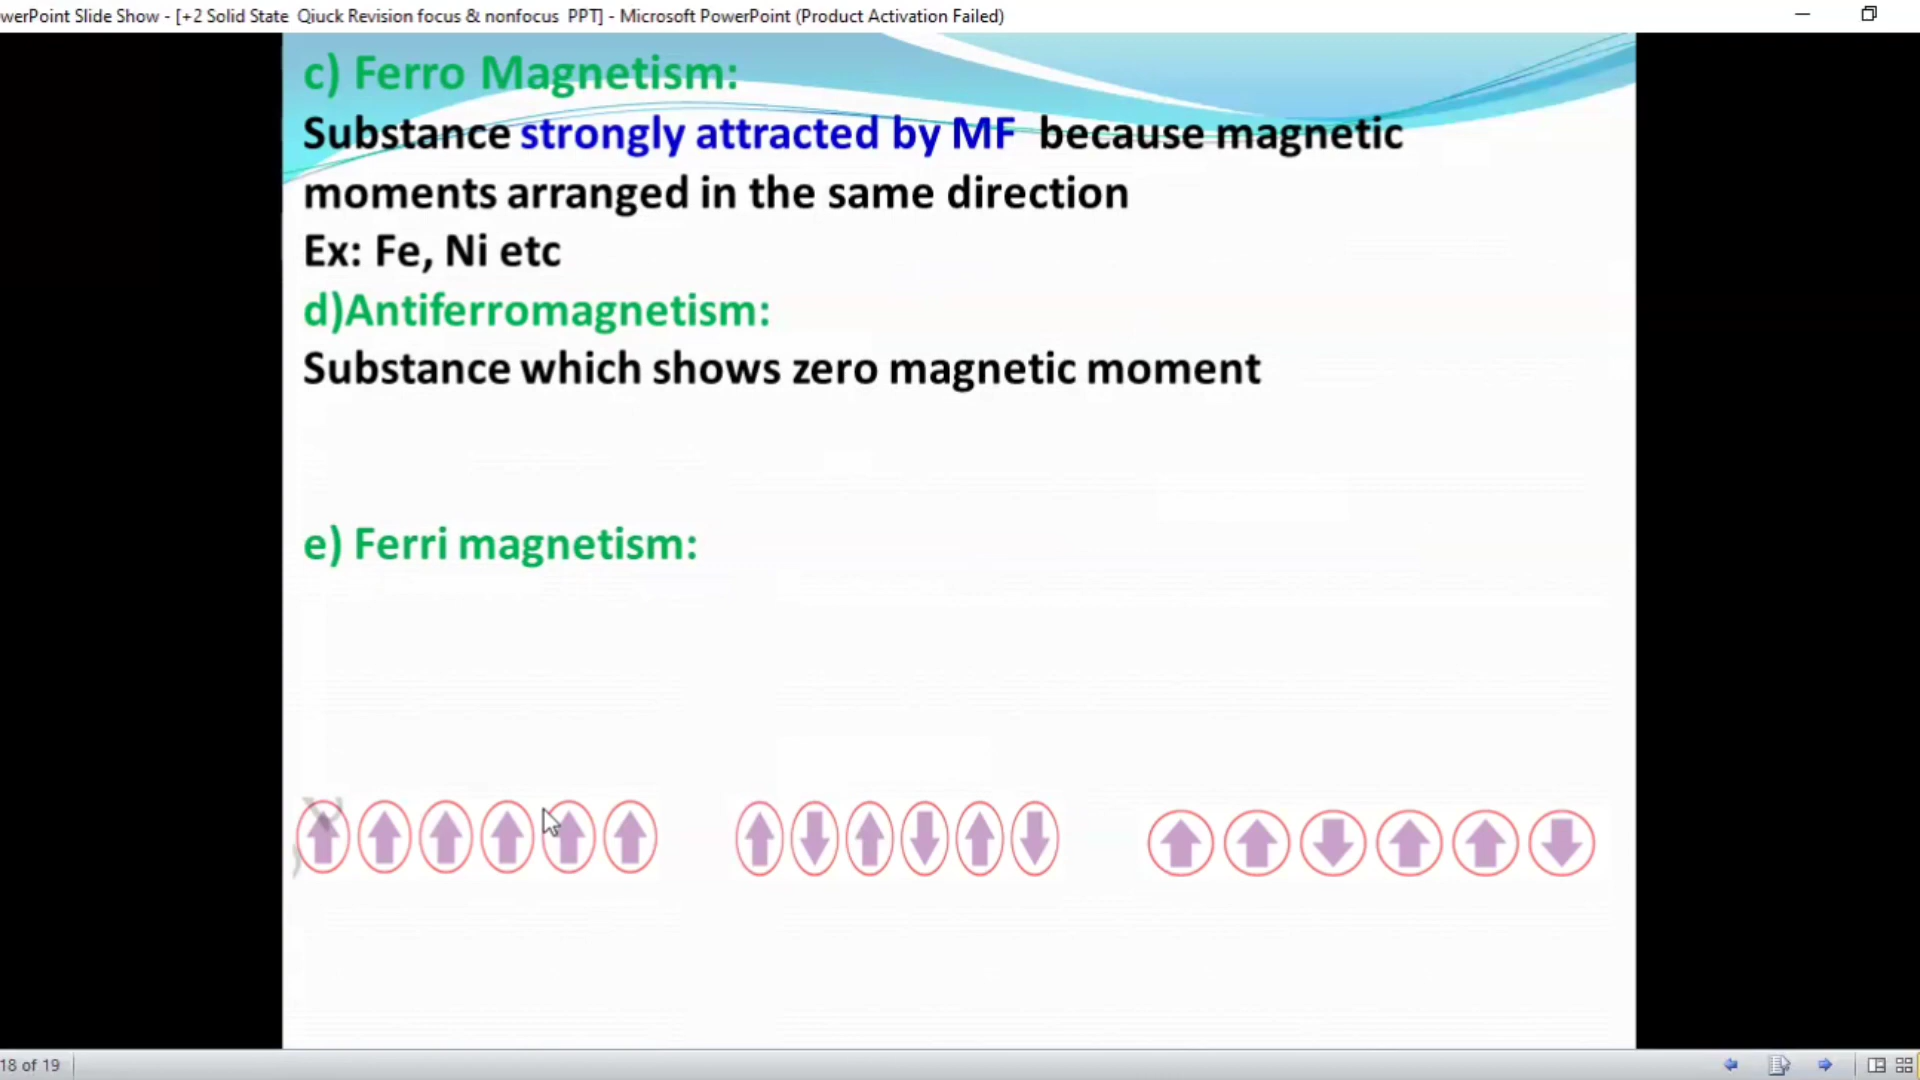 werPoint Slide Show - [+2 Solid State  Qiuck Revision focus & nonfocus  PPT] - Microsoft PowerPoint (Product Activation Failed)
c) Ferro Magnetism:
Substance strongly attracted by MF  because magnetic
moments arranged in the same direction
Ex: Fe, Ni etc
d)Antiferromagnetism:
Substance which shows zero magnetic moment
e) Ferri magnetism:
18 of 19